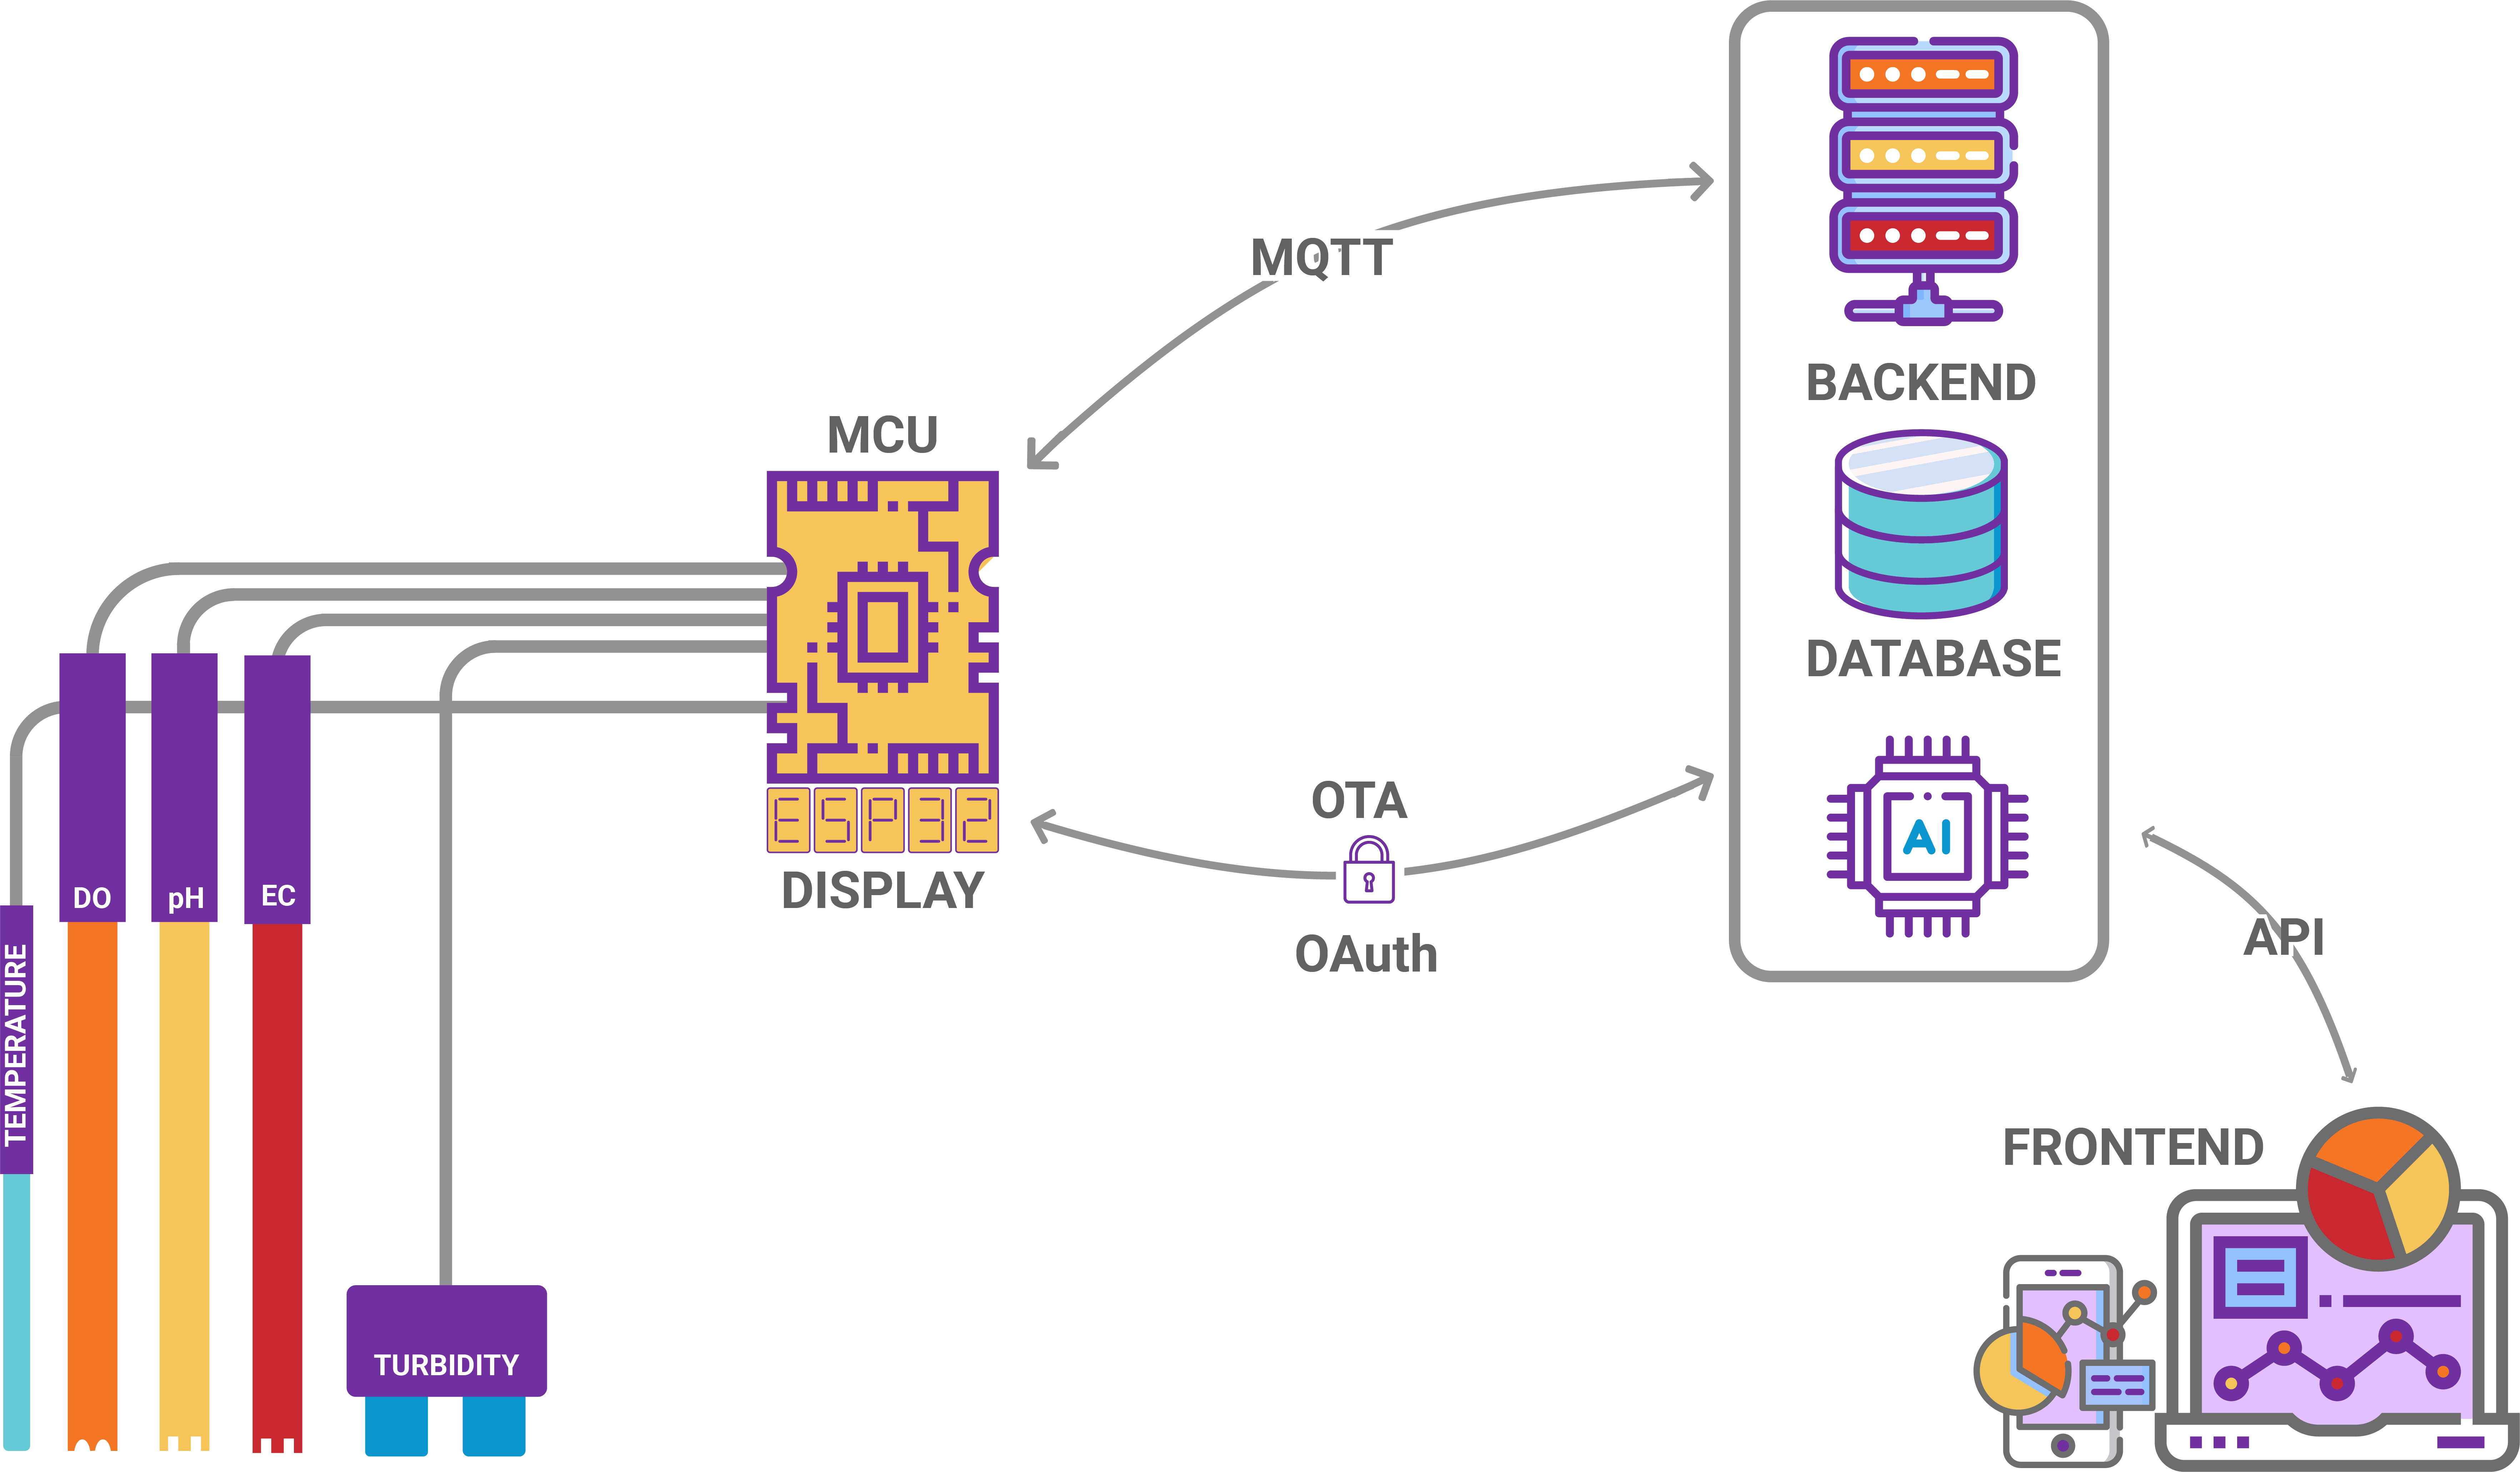 MQTT
BACKEND
MCU
DATABASE
ESP32
DISPLAY
OTA
OAuth
AI
API
DO
pH
EC
TEMPERATURE
TURBIDITY
FRONTEND